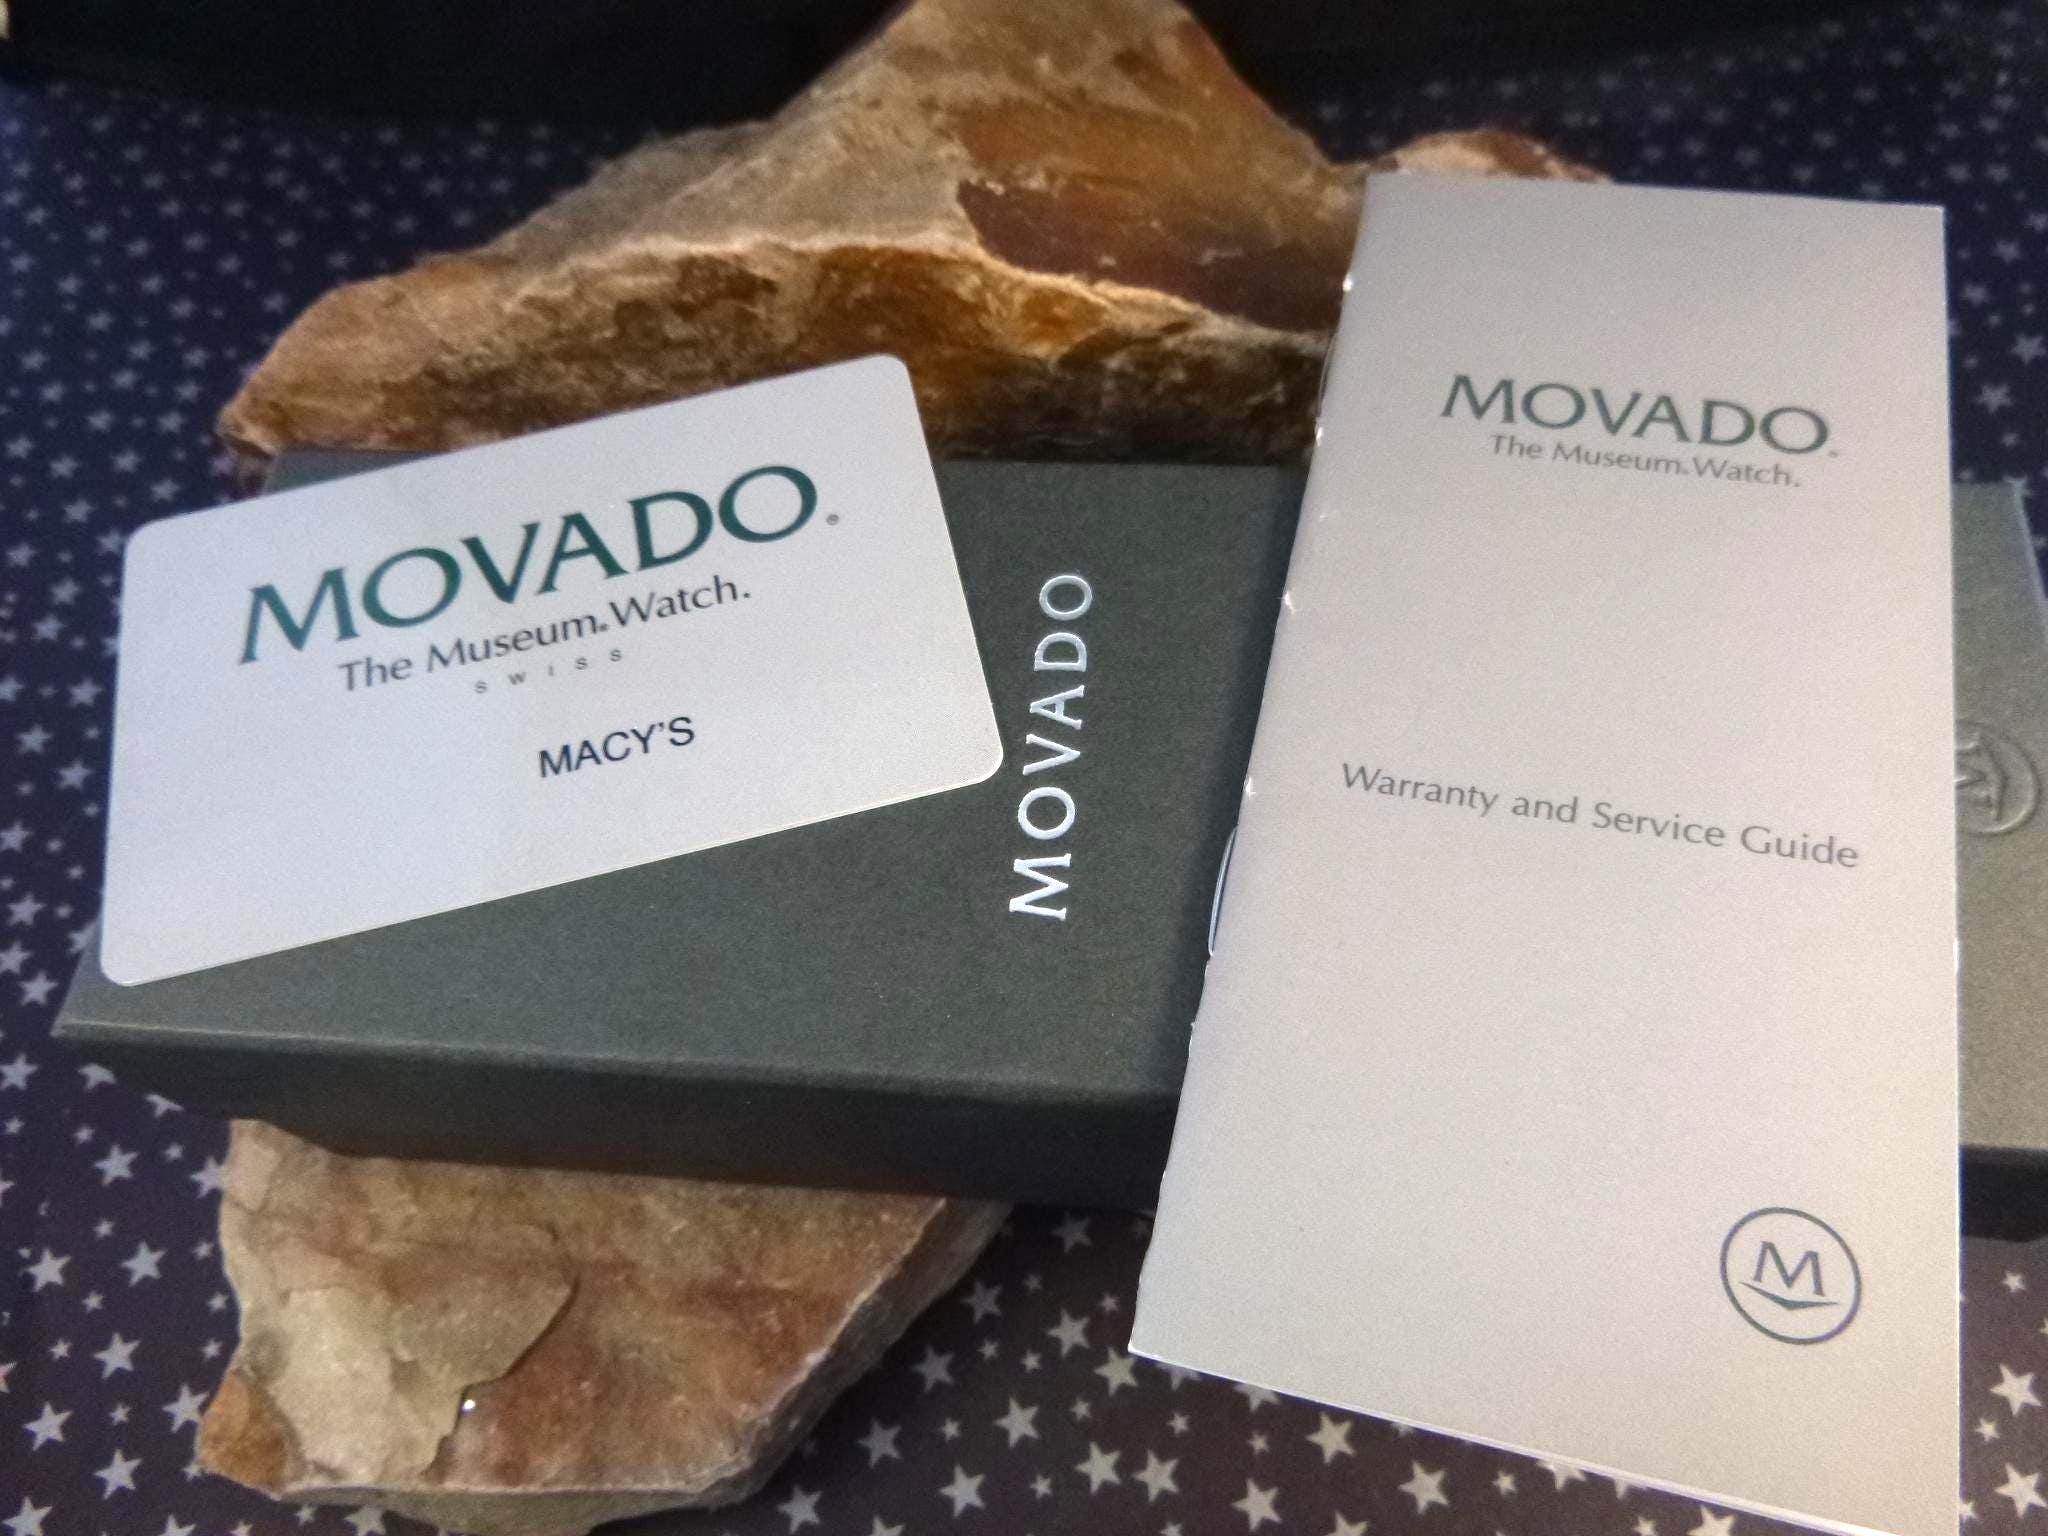 MOVADO®
The Museum.Watch.
SWISS
MACY'S
MOVADO
MOVADO®
The Museum.Watch.
Warranty and Service Guide
M
M